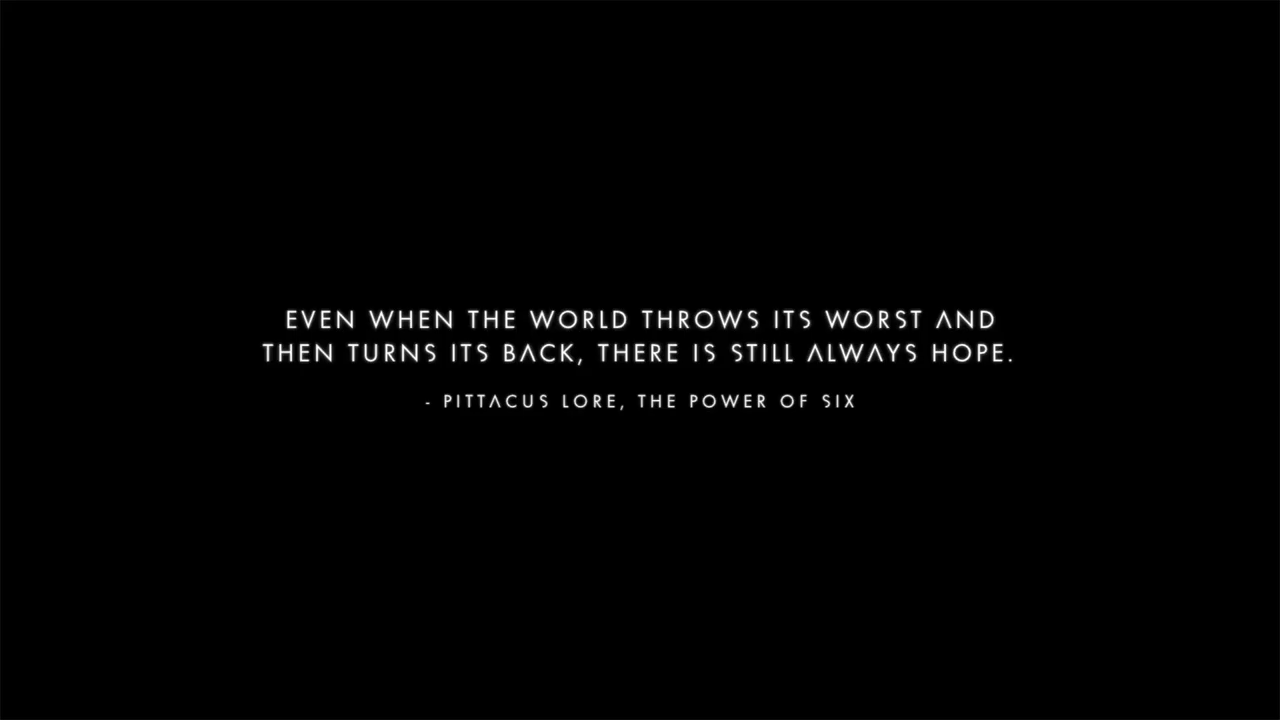 EVEN WHEN THE WORLD THROWS ITS WORST AND
THEN TURNS ITS BACK, THERE IS STILL ALWAYS HOPE.
- PITTACUS LORE, THE POWER OF SIX